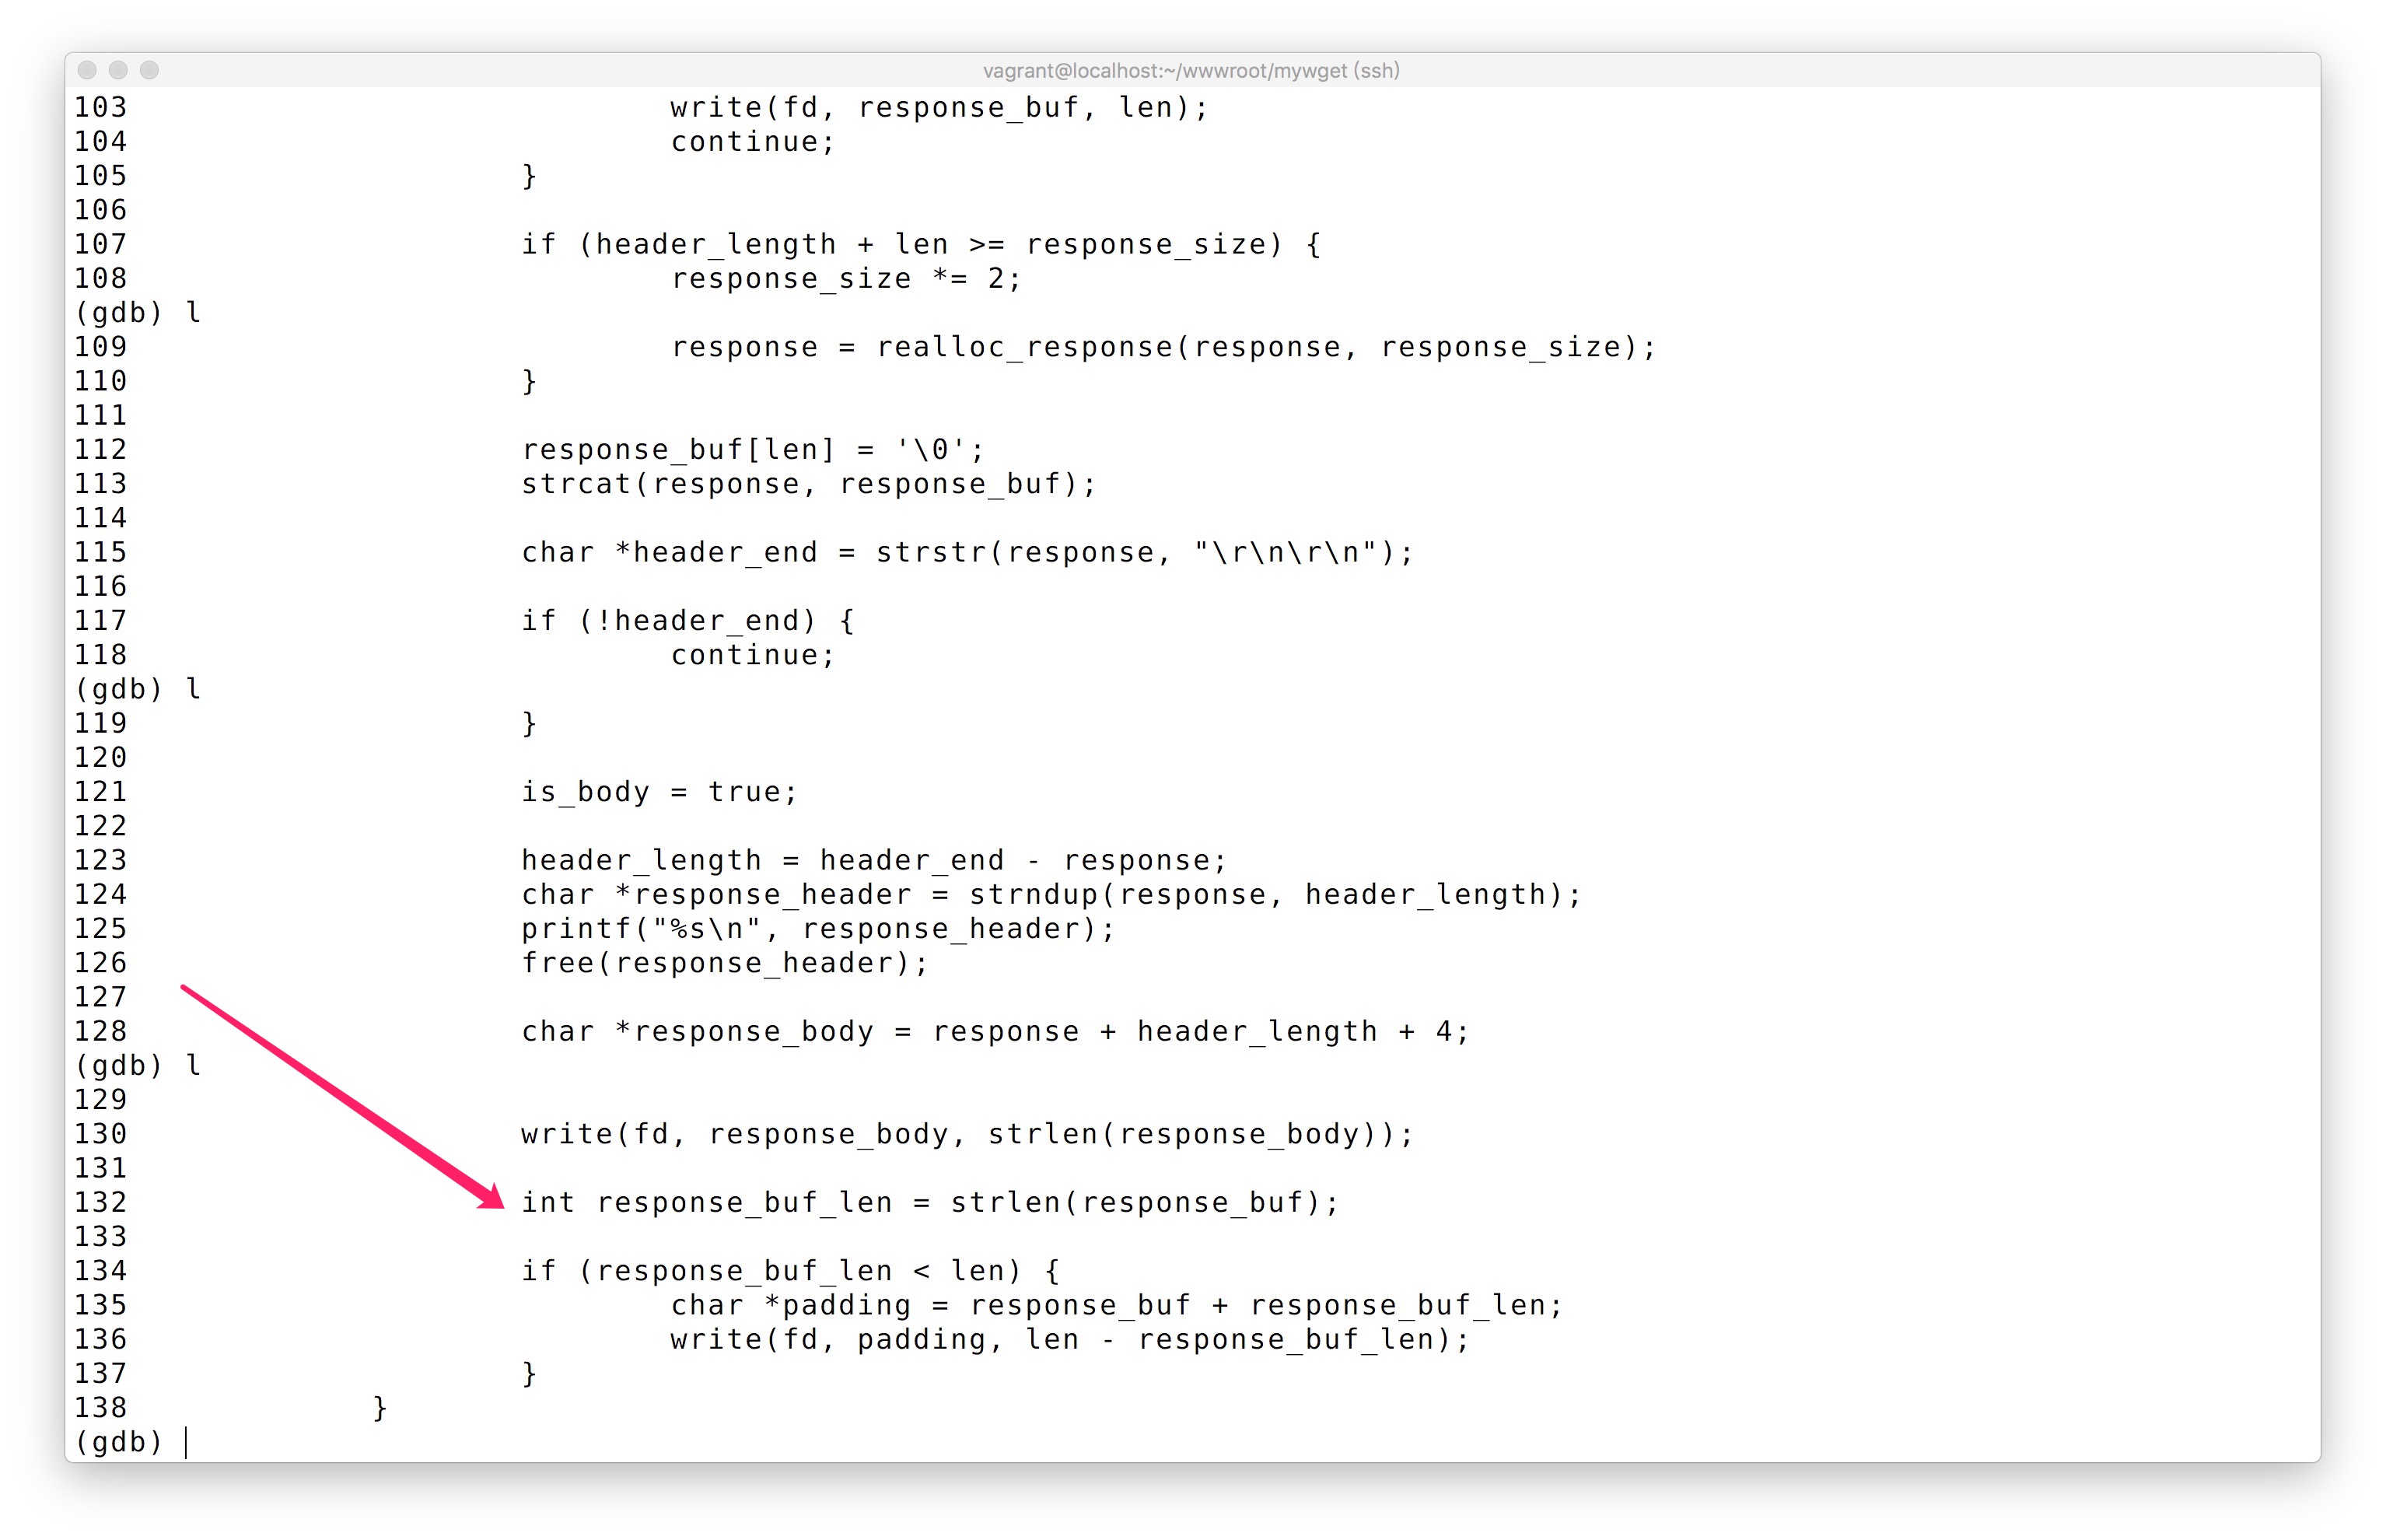 vagrant@localhost:~/wwwroot/mywget (ssh)
103                             write(fd, response_buf, len);
104                             continue;
105                     }
106
107                     if (header_length + len >= response_size) {
108                             response_size *= 2;
(gdb) l
109                             response = realloc_response(response, response_size);
110                     }
111
112                     response_buf[len] = '\0';
113                     strcat(response, response_buf);
114
115                     char *header_end = strstr(response, "\r\n\r\n");
116
117                     if (!header_end) {
118                             continue;
(gdb) l
119                     }
120
121                     is_body = true;
122
123                     header_length = header_end - response;
124                     char *response_header = strndup(response, header_length);
125                     printf("%s\n", response_header);
126                     free(response_header);
127
128                     char *response_body = response + header_length + 4;
(gdb) l
129
130                     write(fd, response_body, strlen(response_body));
131
132                     int response_buf_len = strlen(response_buf);
133
134                     if (response_buf_len < len) {
135                             char *padding = response_buf + response_buf_len;
136                             write(fd, padding, len - response_buf_len);
137                     }
138             }
(gdb)